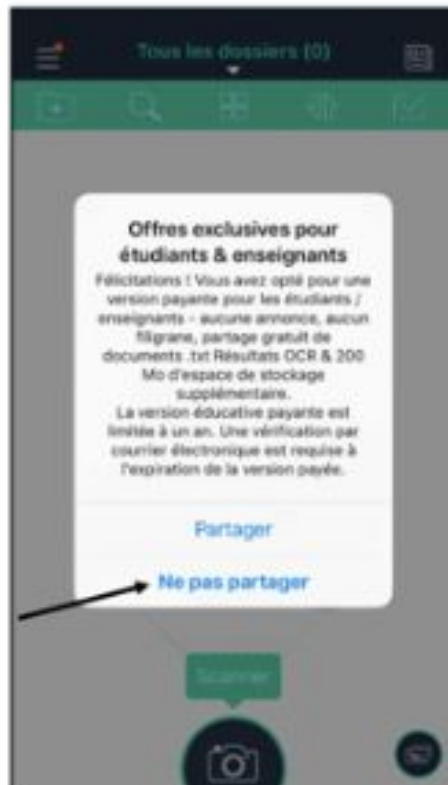 Tous les dossiers (0)
Offres exclusives pour
étudiants & enseignants
Félicitations ! Vous avez opté pour une
version payante pour les étudiants /
enseignants - aucune annonce, aucun
filigrane, partage gratuit de
documents .txt Résultats OCR & 200
Mo d'espace de stockage
supplémentaire.
La version éducative payante est
limitée à un an. Une vérification par
courrier électronique est requise à
l'expiration de la version payée.
Partager
Ne pas partager
Scanner